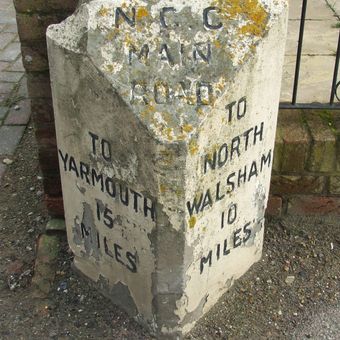 N.C.C.
MAIN
ROAD
TO
YARMOUTH
15
MILES
TO
NORTH
WALSHAM
10
MILES